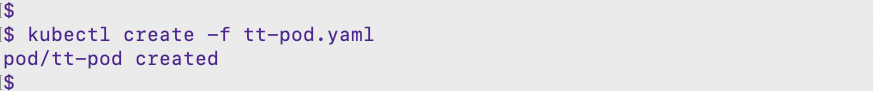 $
$ kubectl create -f tt-pod.yaml
pod/tt-pod created
$